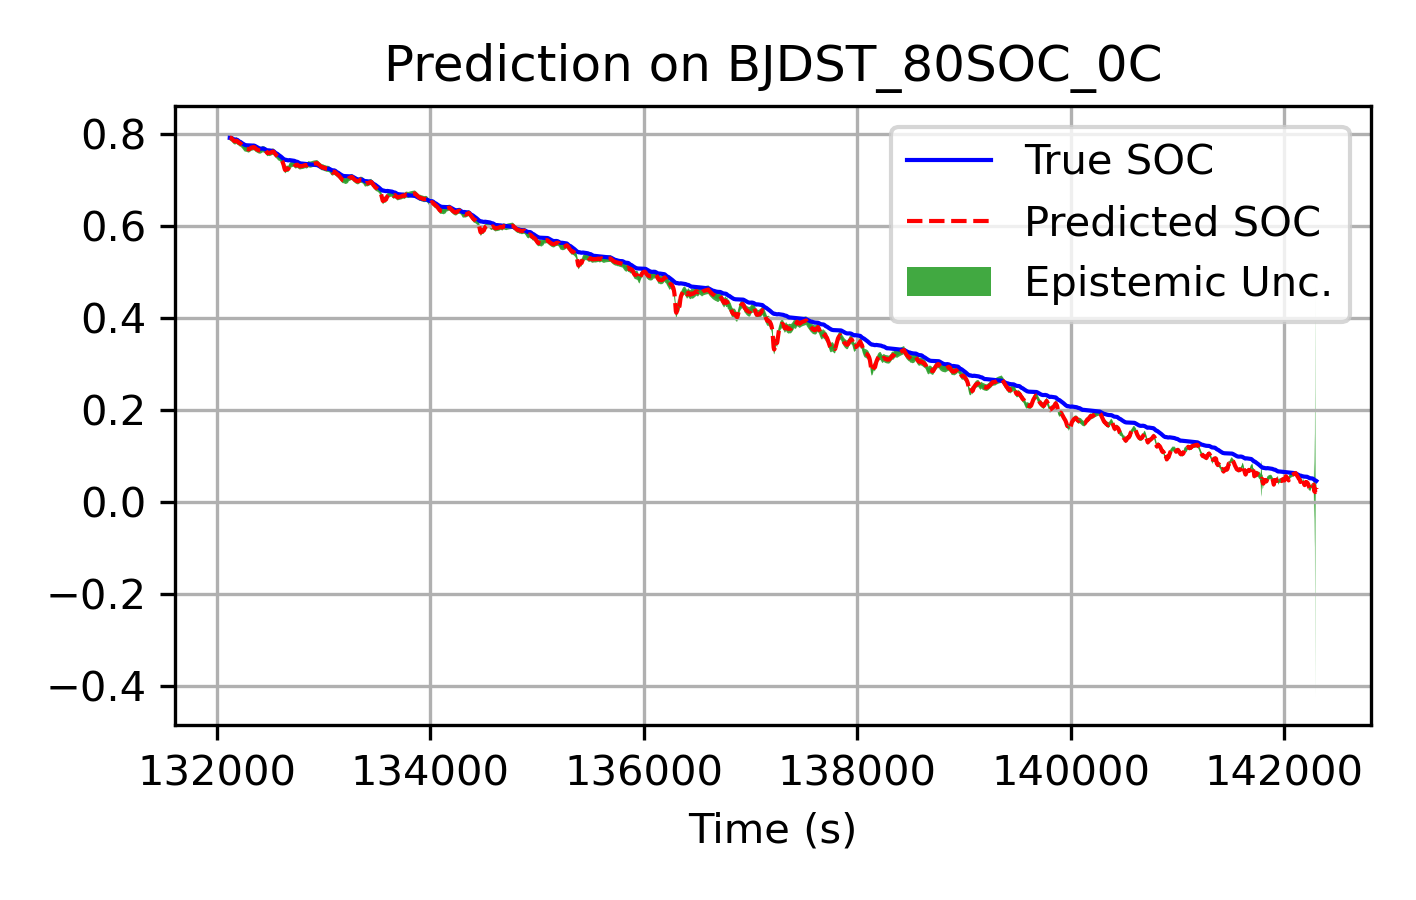 Prediction on BJDST_80SOC_0C
True SOC
Predicted SOC
Epistemic Unc.
0.8
0.6
0.4
0.2
0.0
−0.2
−0.4
132000 134000 136000 138000 140000 142000
Time (s)